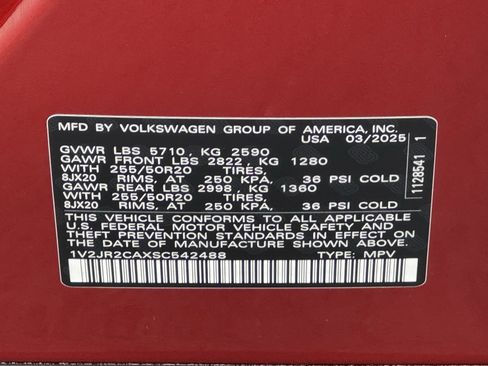 MFD BY VOLKSWAGEN GROUP OF AMERICA, INC.
USA 03/2025
GVWR LBS 5710, KG 2590
GAWR FRONT LBS 2822, KG 1280
WITH 255/50R20 TIRES,
8JX20 RIMS, AT 250 KPA, 36 PSI COLD
GAWR REAR LBS 2998, KG 1360
WITH 255/50R20 TIRES,
8JX20 RIMS, AT 250 KPA, 36 PSI COLD
THIS VEHICLE CONFORMS TO ALL APPLICABLE
U.S. FEDERAL MOTOR VEHICLE SAFETY AND
THEFT PREVENTION STANDARDS IN EFFECT ON THE
DATE OF MANUFACTURE SHOWN ABOVE.
1V2JR2CAXSC542488 TYPE: MPV
1128541 1